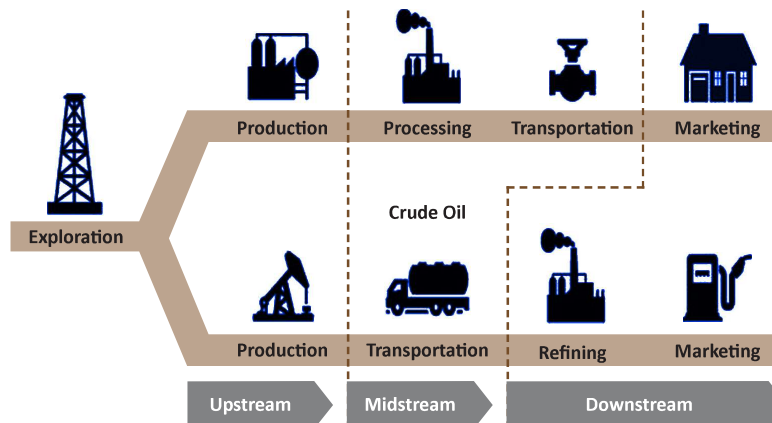 Production Processing Transportation Marketing
Crude Oil
Exploration
Production Transportation Refining Marketing
Upstream Midstream Downstream